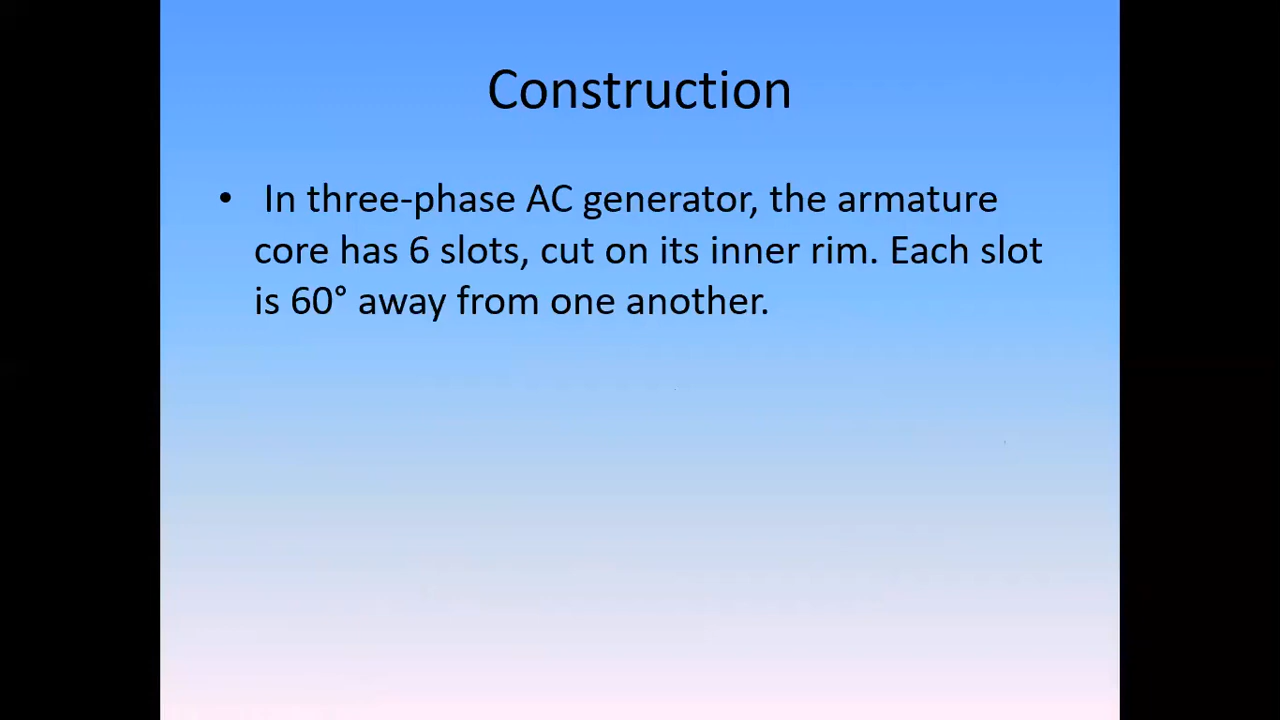 Construction
• In three-phase AC generator, the armature
core has 6 slots, cut on its inner rim. Each slot
is 60° away from one another.